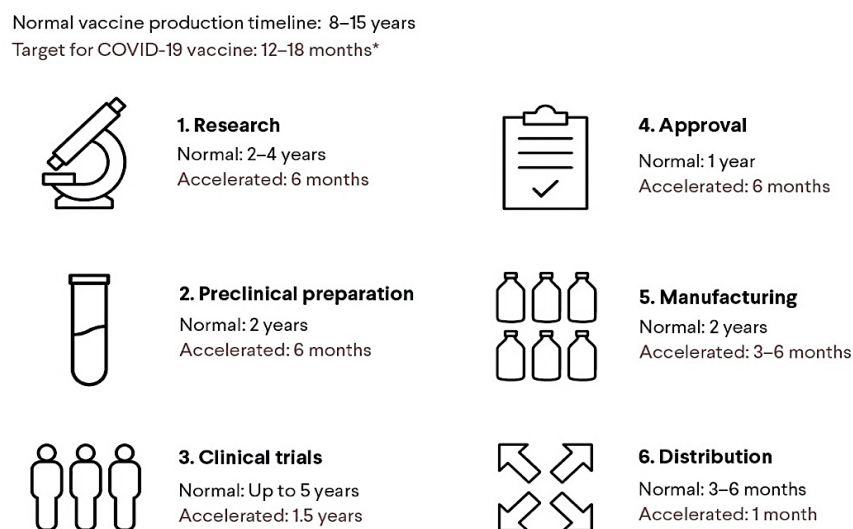 Normal vaccine production timeline: 8–15 years
Target for COVID-19 vaccine: 12–18 months*
1. Research
Normal: 2–4 years
Accelerated: 6 months
2. Preclinical preparation
Normal: 2 years
Accelerated: 6 months
3. Clinical trials
Normal: Up to 5 years
Accelerated: 1.5 years
4. Approval
Normal: 1 year
Accelerated: 6 months
5. Manufacturing
Normal: 2 years
Accelerated: 3–6 months
6. Distribution
Normal: 3–6 months
Accelerated: 1 month